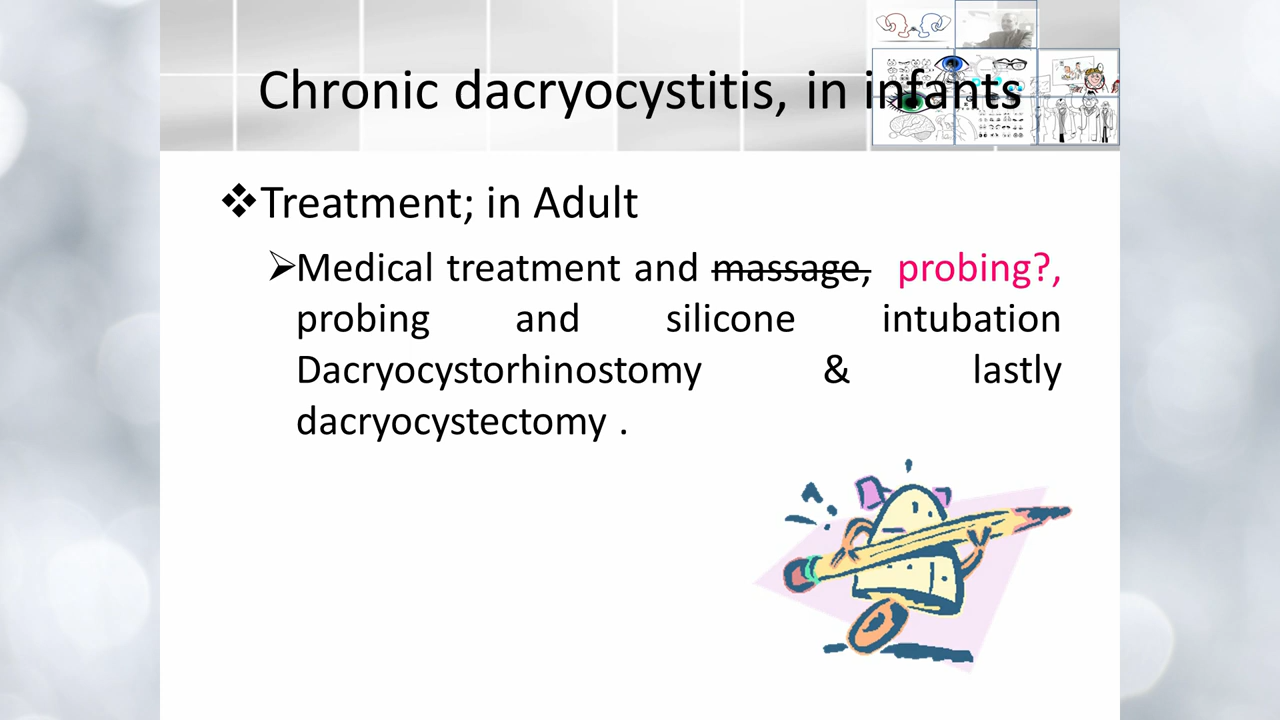 Chronic dacryocystitis, in infants
❖Treatment; in Adult
➢Medical treatment and massage, probing?,
probing and silicone intubation
Dacryocystorhinostomy & lastly
dacryocystectomy .